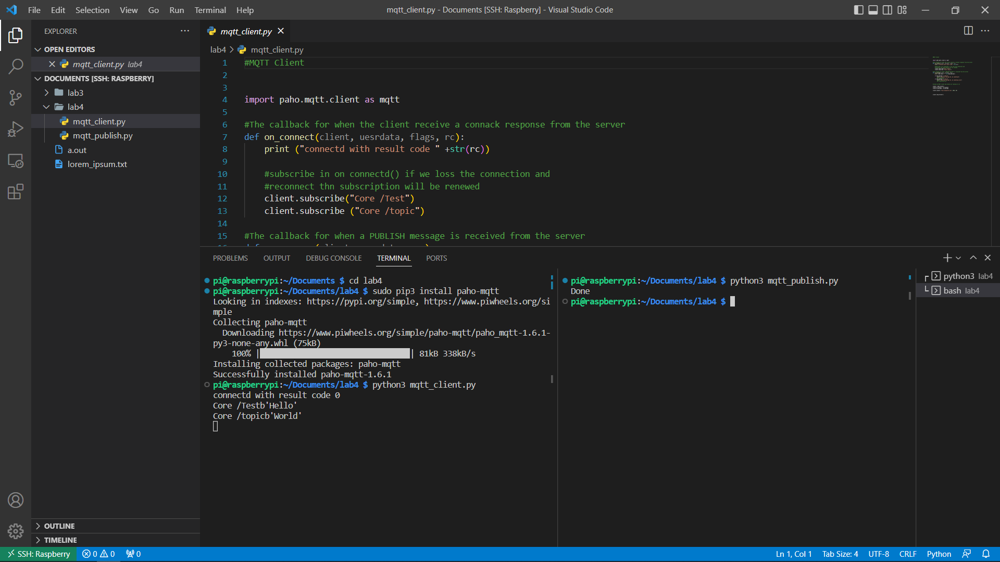 File Edit Selection View Go Run Terminal Help
mqtt_client.py - Documents [SSH: Raspberry] - Visual Studio Code
EXPLORER
OPEN EDITORS
mqtt_client.py lab4
DOCUMENTS [SSH: RASPBERRY]
lab3
lab4
mqtt_client.py
mqtt_publish.py
a.out
lorem_ipsum.txt
OUTLINE
TIMELINE
mqtt_client.py
lab4 > mqtt_client.py
1 #MQTT Client
2
3
4 import paho.mqtt.client as mqtt
5
6 #The callback for when the client receive a connack response from the server
7 def on_connect(client, uesrdata, flags, rc):
8 print ("connectd with result code " +str(rc))
9
10 #subscribe in on connectd() if we loss the connection and
11 #reconnect thn subscription will be renewed
12 client.subscribe("Core /Test")
13 client.subscribe ("Core /topic")
14
15 #The callback for when a PUBLISH message is received from the server
PROBLEMS OUTPUT DEBUG CONSOLE TERMINAL PORTS
pi@raspberrypi:~/Documents $ cd lab4
pi@raspberrypi:~/Documents/lab4 $ sudo pip3 install paho-mqtt
Looking in indexes: https://pypi.org/simple, https://www.piwheels.org/si
mple
Collecting paho-mqtt
Downloading https://www.piwheels.org/simple/paho-mqtt/paho_mqtt-1.6.1-
py3-none-any.whl (75kB)
100% | | 81kB 338kB/s
Installing collected packages: paho-mqtt
Successfully installed paho-mqtt-1.6.1
pi@raspberrypi:~/Documents/lab4 $ python3 mqtt_client.py
connectd with result code 0
Core /Testb'Hello'
Core /topicb'World'
pi@raspberrypi:~/Documents/lab4 $ python3 mqtt_publish.py
Done
pi@raspberrypi:~/Documents/lab4 $
python3 lab4
bash lab4
SSH: Raspberry 0 0 0
Ln 1, Col 1 Tab Size: 4 UTF-8 CRLF Python